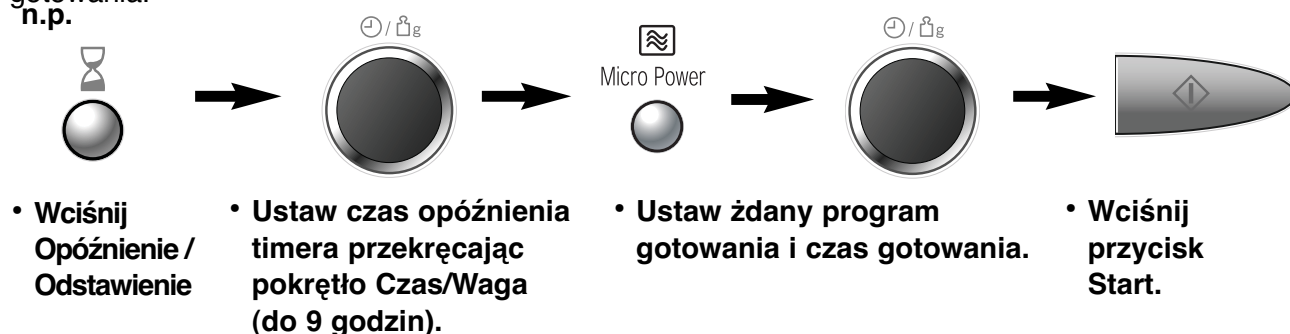 gotowania.
n.p.
/ g
Micro Power
/ g
• Wciśnij
Opóźnienie /
Odstawienie
• Ustaw czas opóźnienia
timera przekręcając
pokrętło Czas/Waga
(do 9 godzin).
• Ustaw żdany program
gotowania i czas gotowania.
• Wciśnij
przycisk
Start.